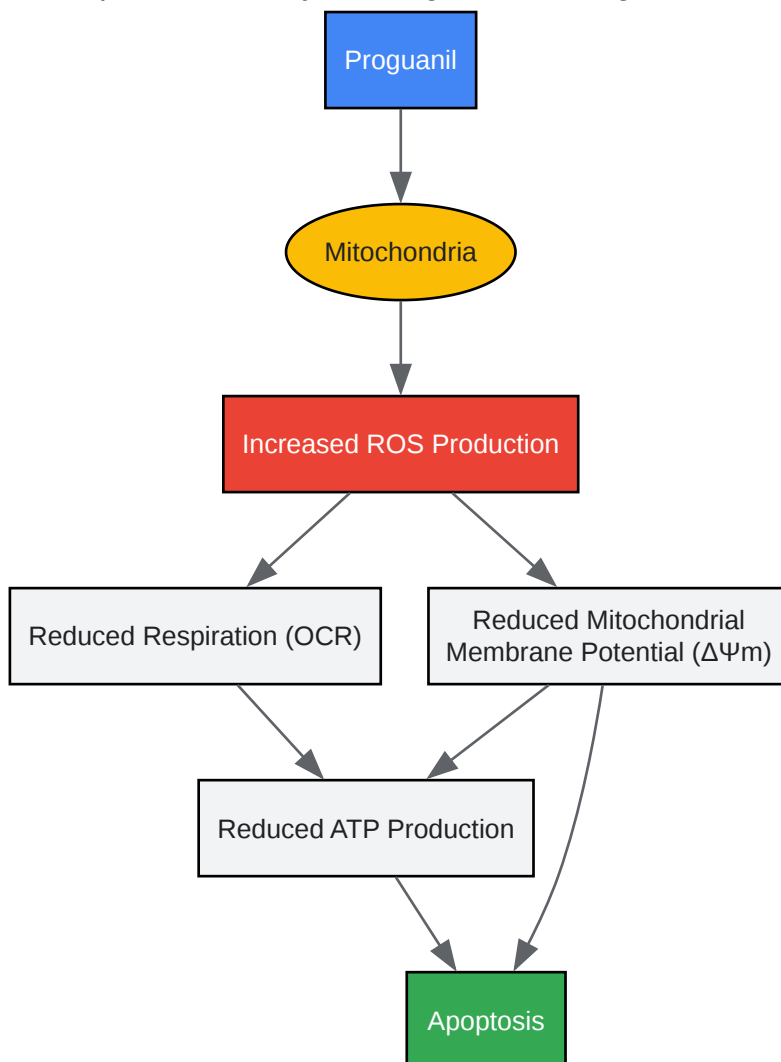 Proguanil
Mitochondria
Increased ROS Production
Reduced Respiration (OCR)
Reduced Mitochondrial
Membrane Potential (ΔΨm)
Reduced ATP Production
Apoptosis